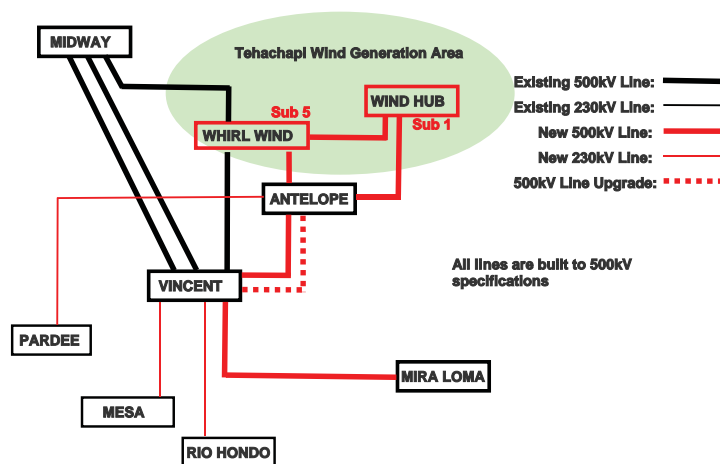 MIDWAY
Tehachapi Wind Generation Area
Existing 500kV Line:
WIND HUB
Sub 5
Existing 230kV Line:
Sub 1
WHIRL WIND
New 500kV Line:
New 230kV Line:
500kV Line Upgrade:
ANTELOPE
All lines are built to 500kV
specifications
VINCENT
PARDEE
MIRA LOMA
MESA
RIO HONDO